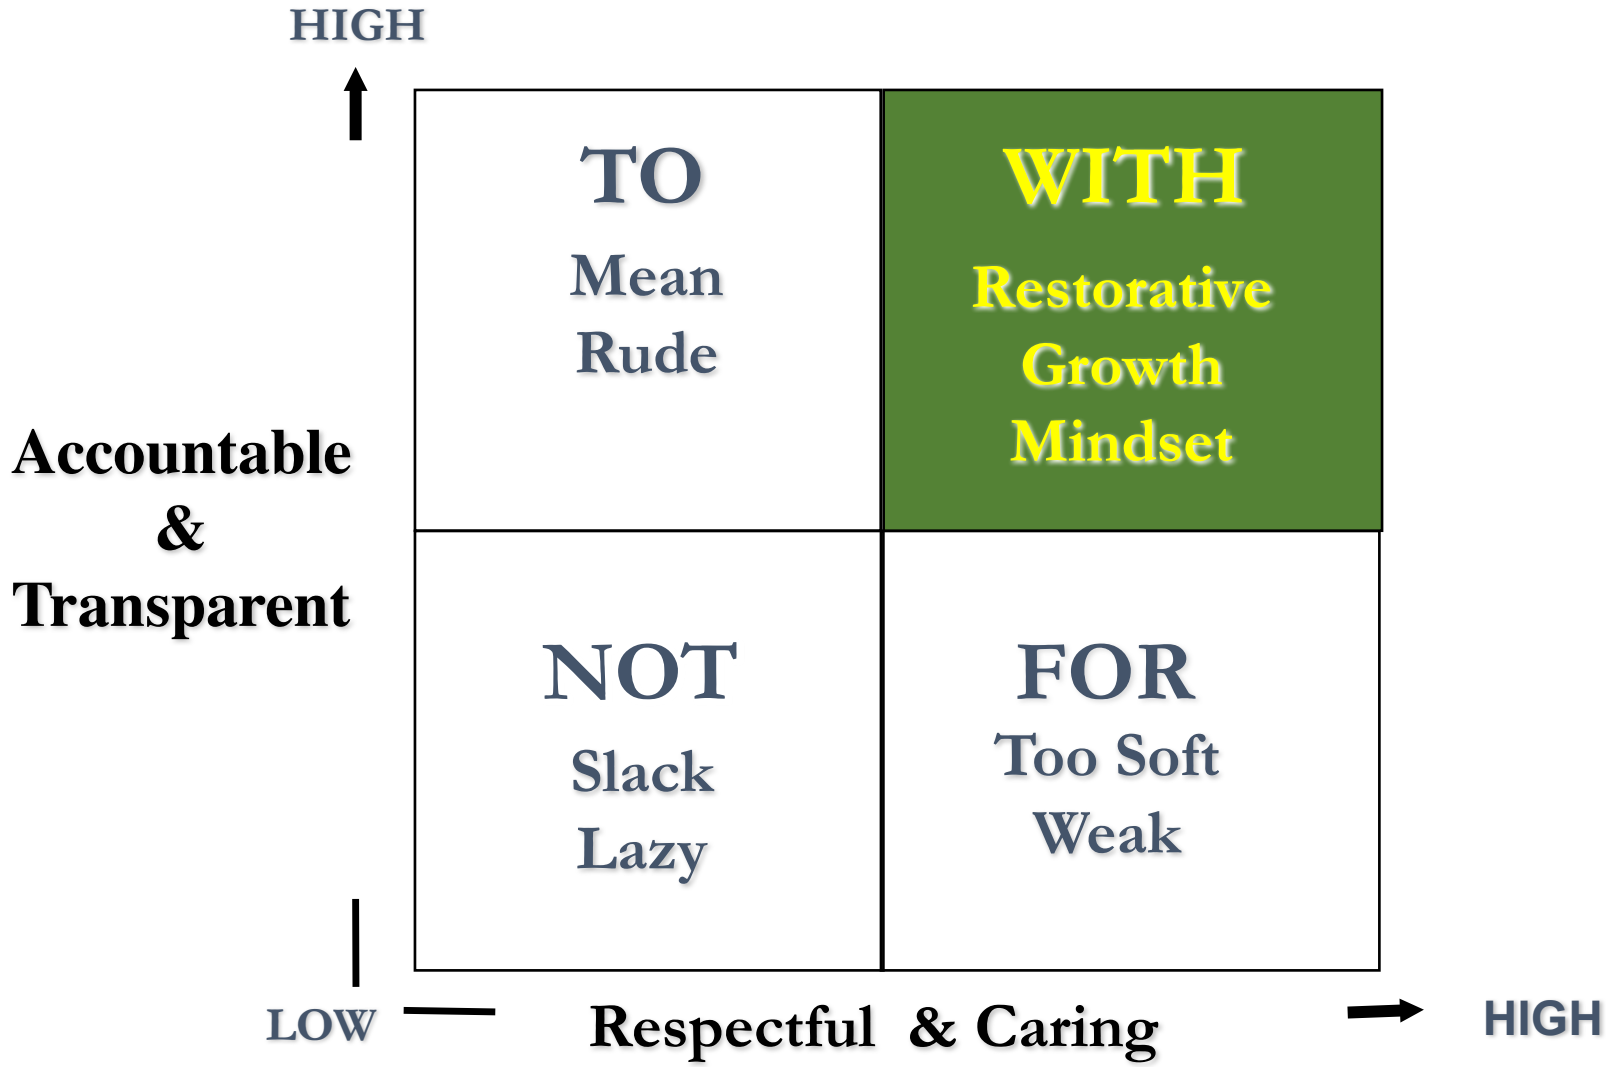 HIGH
TO
Mean
Rude
WITH
Restorative
Growth
Mindset
Accountable
&
Transparent
NOT
Slack
Lazy
FOR
Too Soft
Weak
LOW
Respectful & Caring
HIGH